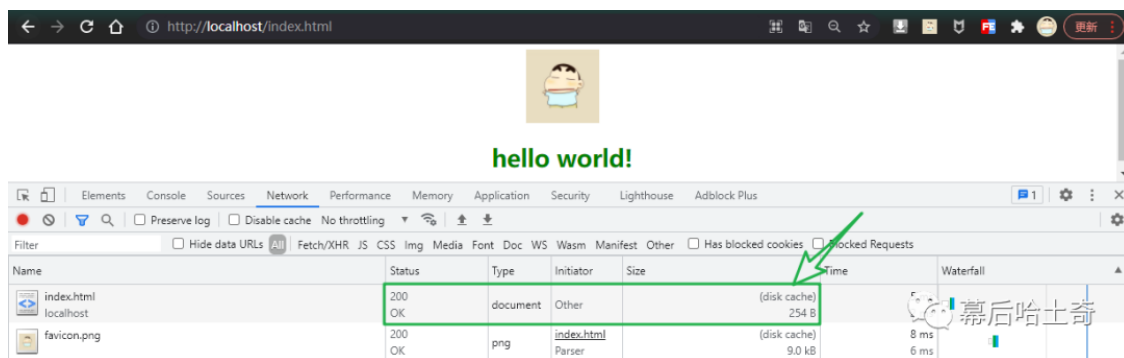 http://localhost/index.html 更新
hello world!
Elements Console Sources Network Performance Memory Application Security Lighthouse Adblock Plus 1
Preserve log Disable cache No throttling
Filter Hide data URLs All Fetch/XHR JS CSS Img Media Font Doc WS Wasm Manifest Other Has blocked cookies Blocked Requests
Name Status Type Initiator Size Time Waterfall
index.html 200 document Other (disk cache)
localhost OK 254 B
幕后哈土奇
favicon.png 200 png index.html (disk cache) 8 ms
OK Parser 9.0 kB 6 ms